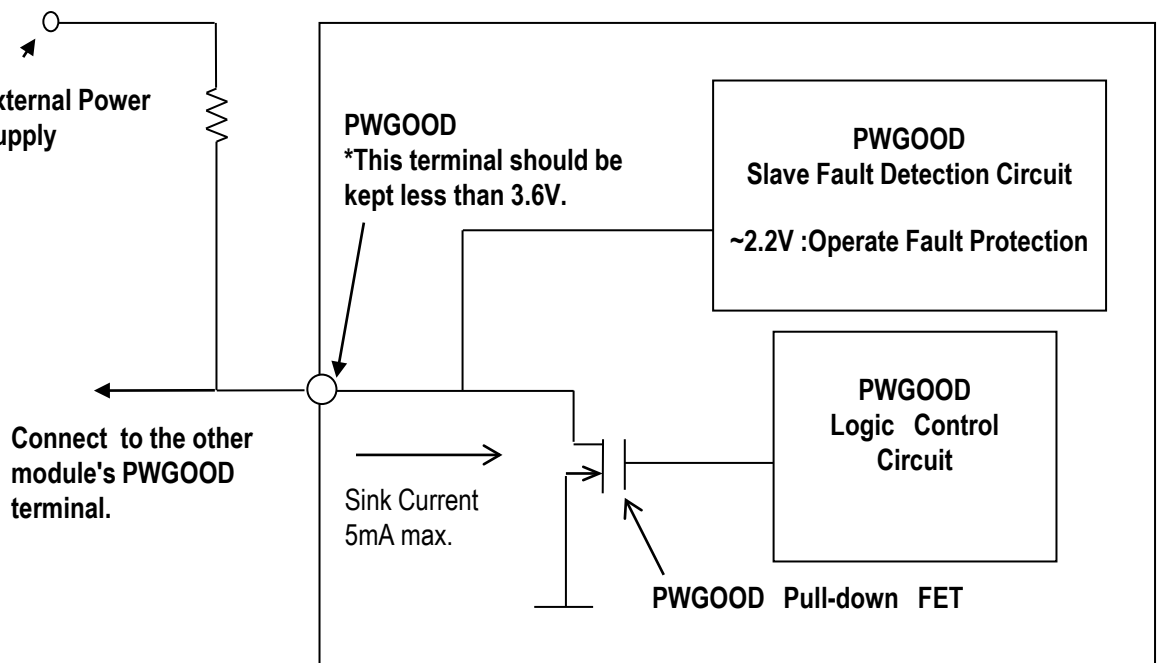 xternal Power
upply
PWGOOD
*This terminal should be
kept less than 3.6V.
PWGOOD
Slave Fault Detection Circuit
~2.2V :Operate Fault Protection
PWGOOD
Logic Control
Circuit
Connect to the other
module's PWGOOD
terminal.
Sink Current
5mA max.
PWGOOD Pull-down FET